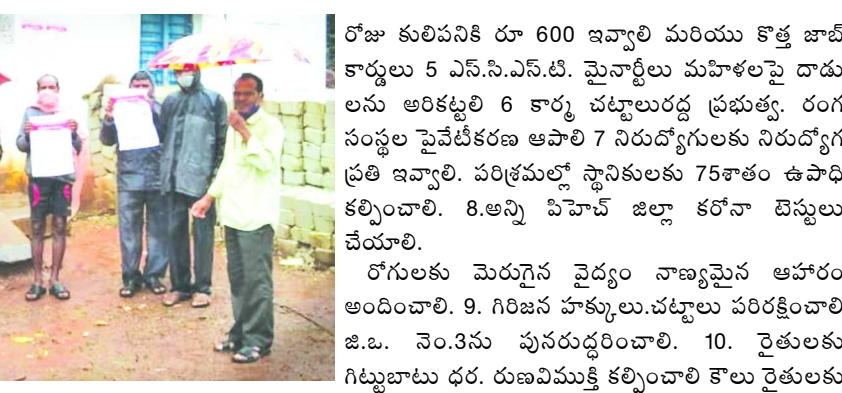 రోజు కులిపనికి రూ 600 ఇవ్వాలి మరియు కొత్త జాబ్
కార్డులు 5 ఎస్.సి.ఎస్.టి. మైనార్టీలు మహిళలపై దాడు
లను అరికట్టలి 6 కార్మ చట్టాలురద్ద ప్రభుత్వ. రంగ
సంస్థల పైవేటీకరణ ఆపాలి 7 నిరుద్యోగులకు నిరుద్యోగ
ప్రతి ఇవ్వాలి. పరిశ్రమల్లో స్థానికులకు 75శాతం ఉపాధి
కల్పించాలి. 8.అన్ని పిహెచ్ జిల్లా కరోనా టెస్టులు
చేయాలి.
రోగులకు మెరుగైన వైద్యం నాణ్యమైన ఆహారం
అందించాలి. 9. గిరిజన హక్కులు.చట్టాలు పరిరక్షించాలి
జి.ఒ. నెం.3ను పునరుద్ధరించాలి. 10. రైతులకు
గిట్టుబాటు ధర. రుణవిముక్తి కల్పించాలి కౌలు రైతులకు